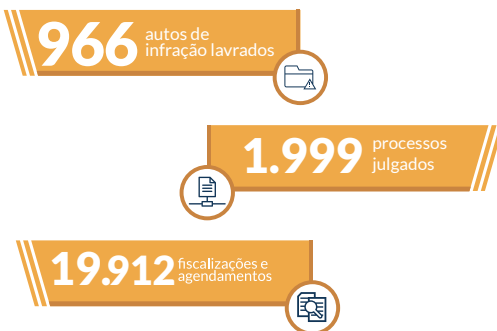 966 autos de
infração lavrados
1.999 processos
julgados
19.912 fiscalizações e
agendamentos